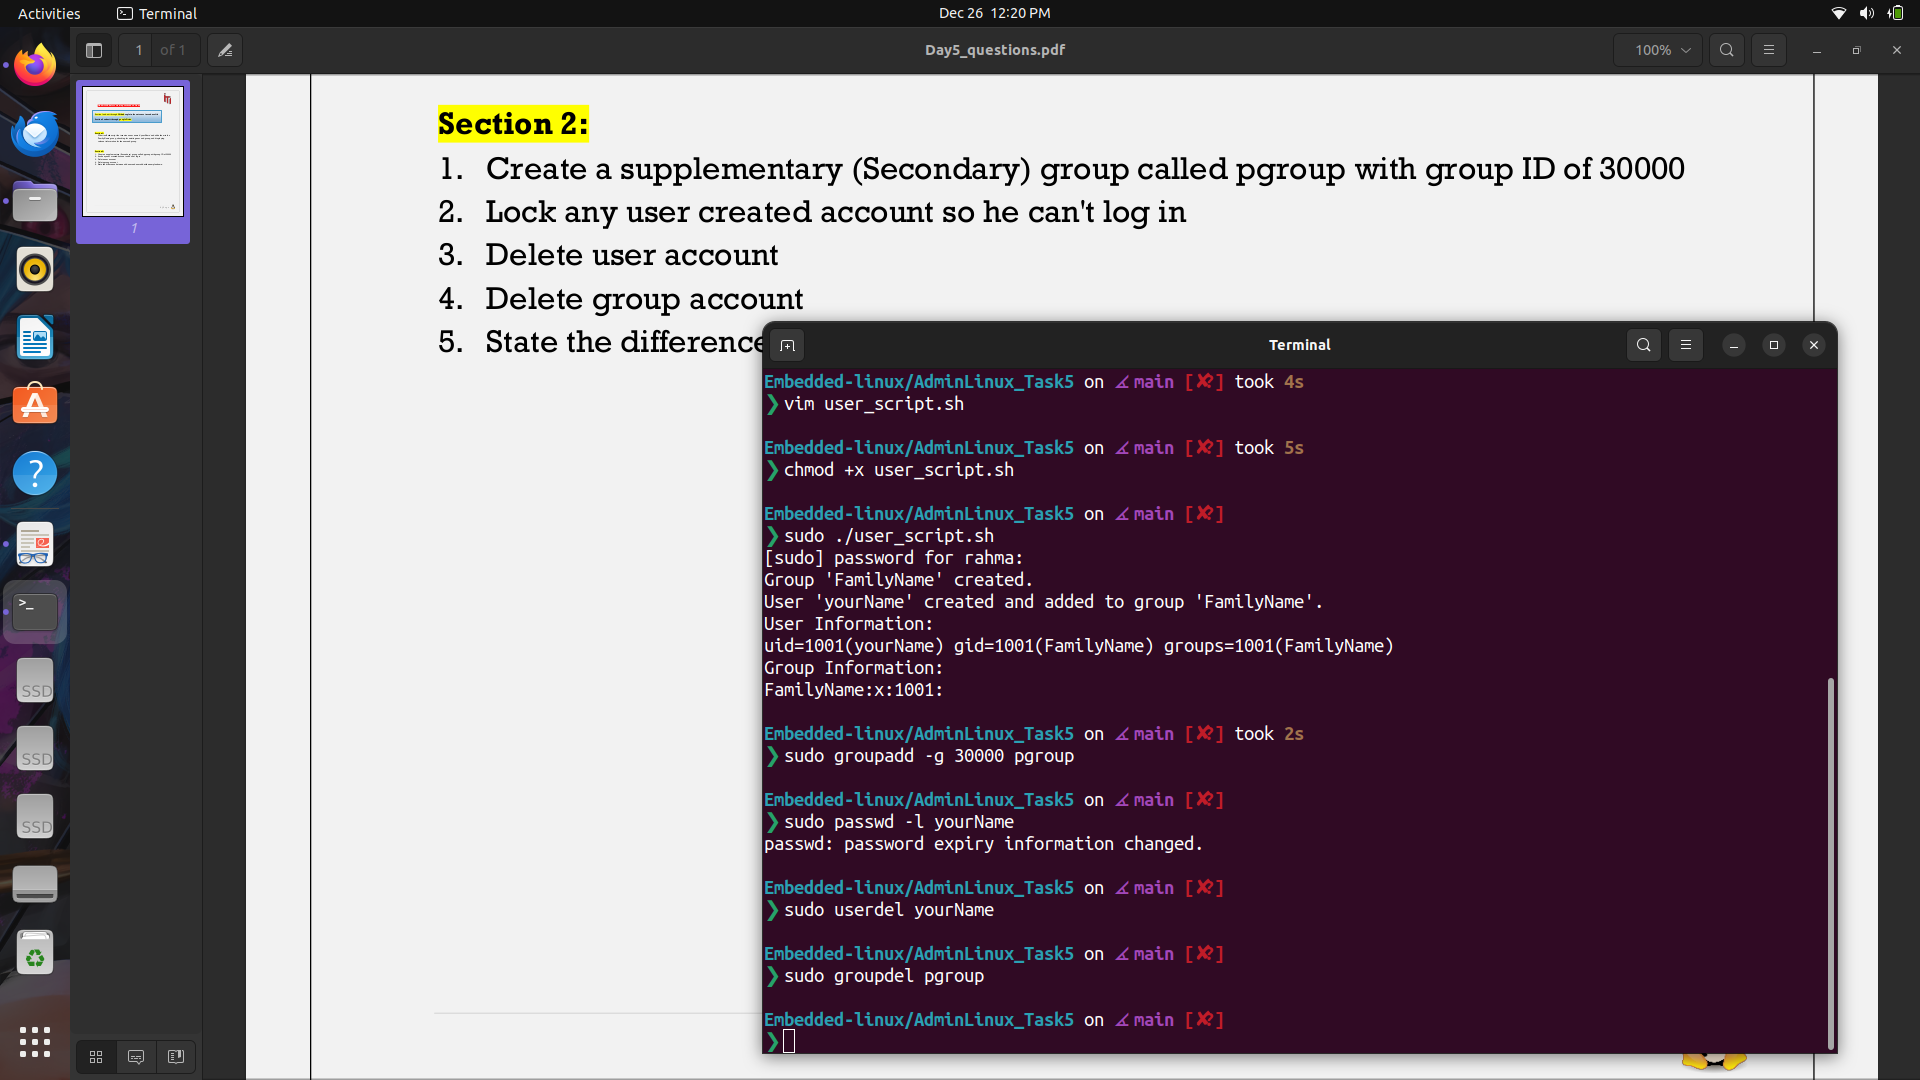 Activities
Terminal
Dec 26 12:20 PM
1 of 1
Day5_questions.pdf
100%
1
Section 2:
1. Create a supplementary (Secondary) group called pgroup with group ID of 30000
2. Lock any user created account so he can't log in
3. Delete user account
4. Delete group account
5. State the difference
Terminal
Embedded-linux/AdminLinux_Task5 on main [✘?] took 4s
❯ vim user_script.sh
Embedded-linux/AdminLinux_Task5 on main [✘?] took 5s
❯ chmod +x user_script.sh
Embedded-linux/AdminLinux_Task5 on main [✘?]
❯ sudo ./user_script.sh
[sudo] password for rahma:
Group 'FamilyName' created.
User 'yourName' created and added to group 'FamilyName'.
User Information:
uid=1001(yourName) gid=1001(FamilyName) groups=1001(FamilyName)
Group Information:
FamilyName:x:1001:
Embedded-linux/AdminLinux_Task5 on main [✘?] took 2s
❯ sudo groupadd -g 30000 pgroup
Embedded-linux/AdminLinux_Task5 on main [✘?]
❯ sudo passwd -l yourName
passwd: password expiry information changed.
Embedded-linux/AdminLinux_Task5 on main [✘?]
❯ sudo userdel yourName
Embedded-linux/AdminLinux_Task5 on main [✘?]
❯ sudo groupdel pgroup
Embedded-linux/AdminLinux_Task5 on main [✘?]
❯
SSD
SSD
SSD